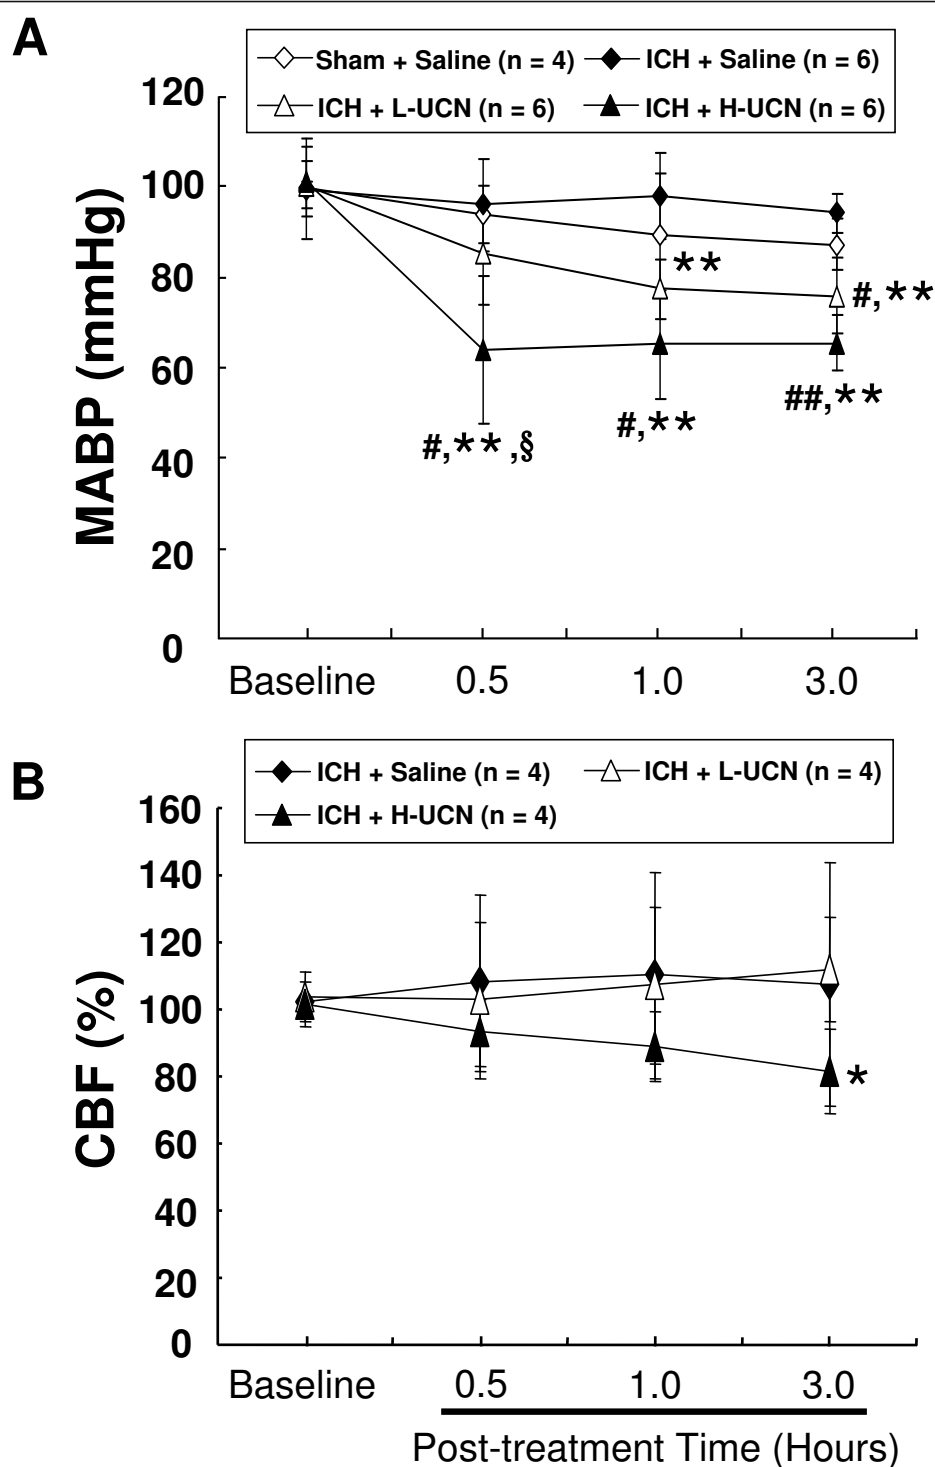 A
Sham + Saline (n = 4) ICH + Saline (n = 6)
ICH + L-UCN (n = 6) ICH + H-UCN (n = 6)
MABP (mmHg)
120
100
80
60
40
20
0
**
#,**
##,**
#,**
#,**,§
Baseline 0.5 1.0 3.0
B
ICH + Saline (n = 4) ICH + L-UCN (n = 4)
ICH + H-UCN (n = 4)
CBF (%)
160
140
120
100
80
60
40
20
0
*
Baseline 0.5 1.0 3.0
Post-treatment Time (Hours)